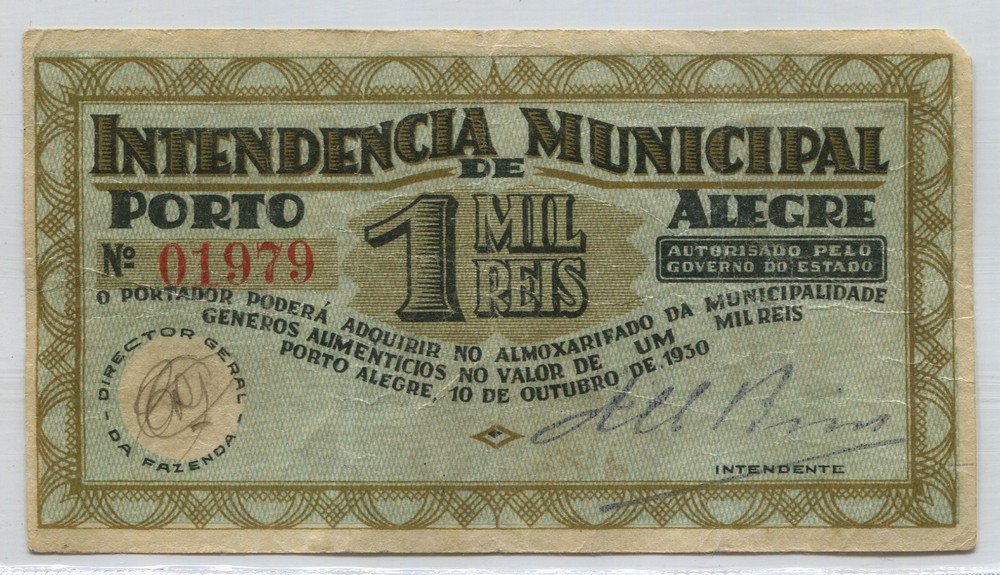 INTENDENCIA MUNICIPAL
DE
PORTO ALEGRE
Nº 01979
1 MIL REIS
AUTORISADO PELO
GOVERNO DO ESTADO
O PORTADOR PODERÁ ADQUIRIR NO ALMOXARIFADO DA MUNICIPALIDADE
GENEROS ALIMENTICIOS NO VALOR DE UM MIL REIS
PORTO ALEGRE, 10 DE OUTUBRO DE 1930
DIRECTOR GERAL
DA FAZENDA
INTENDENTE